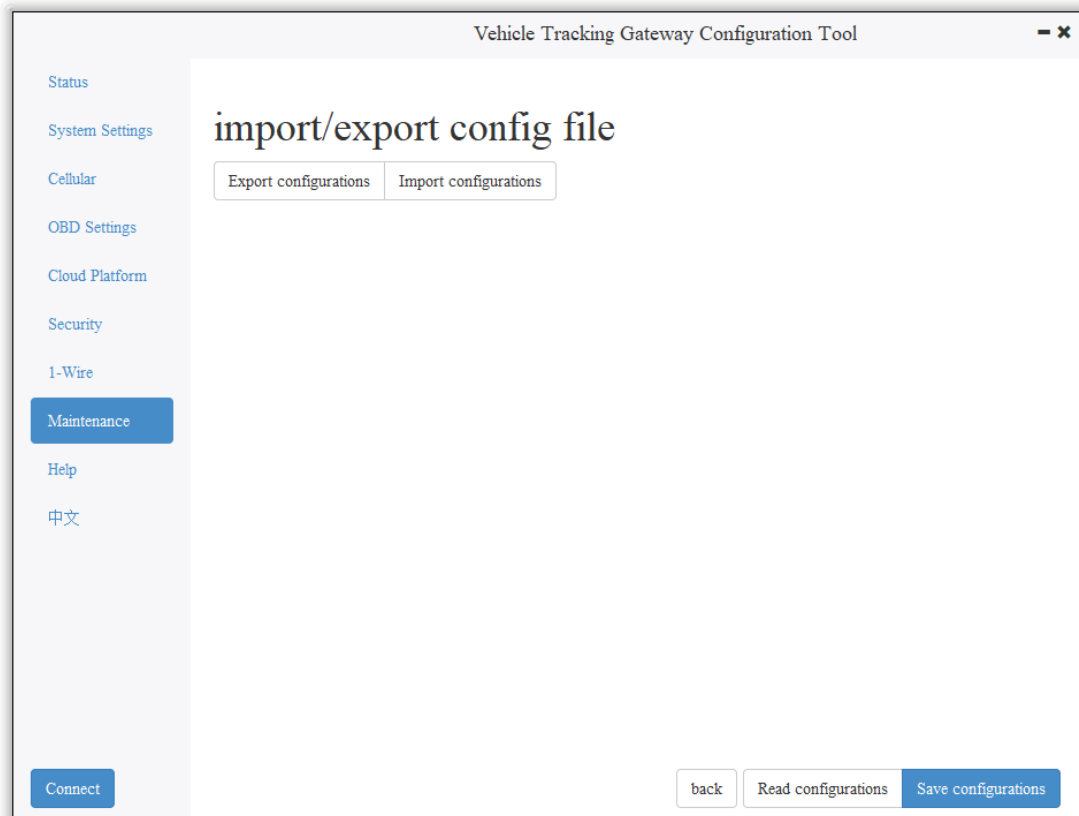 Vehicle Tracking Gateway Configuration Tool
Status
System Settings
Cellular
OBD Settings
Cloud Platform
Security
1-Wire
Maintenance
Help
中文
import/export config file
Export configurations Import configurations
Connect
back Read configurations Save configurations